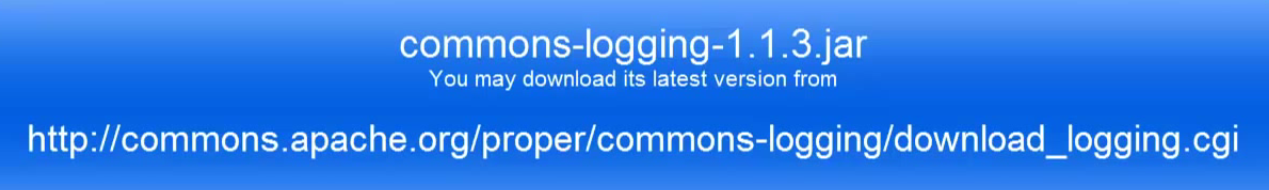 commons-logging-1.1.3.jar
You may download its latest version from
http://commons.apache.org/proper/commons-logging/download_logging.cgi